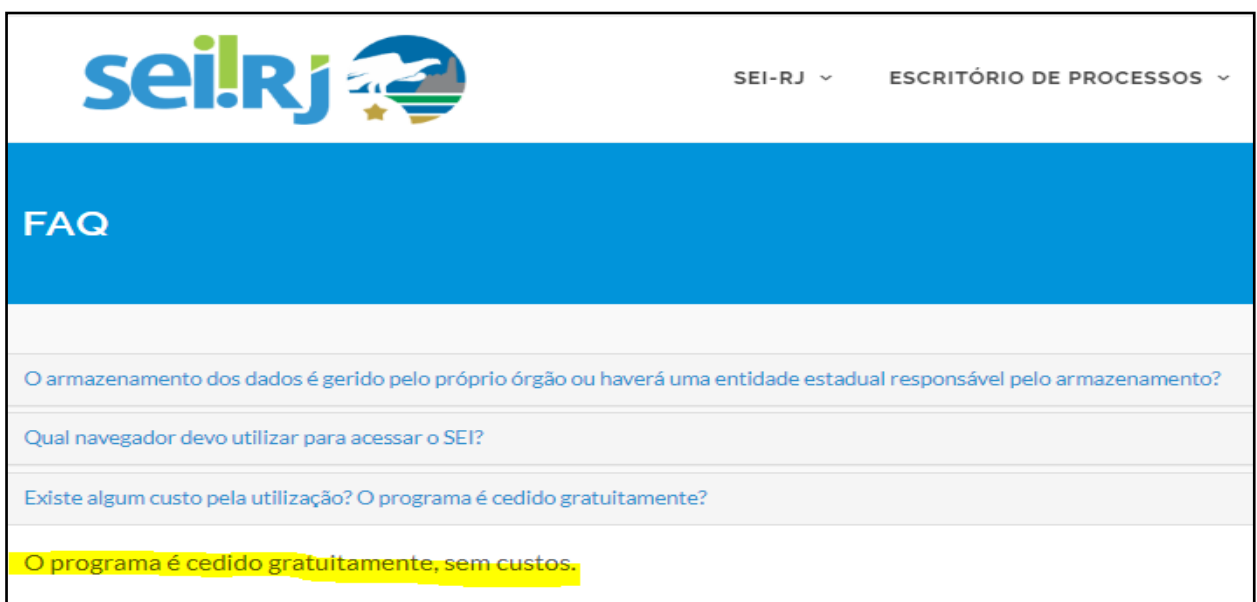 sei!RJ
SEI-RJ
ESCRITÓRIO DE PROCESSOS
FAQ
O armazenamento dos dados é gerido pelo próprio órgão ou haverá uma entidade estadual responsável pelo armazenamento?
Qual navegador devo utilizar para acessar o SEI?
Existe algum custo pela utilização? O programa é cedido gratuitamente?
O programa é cedido gratuitamente, sem custos.